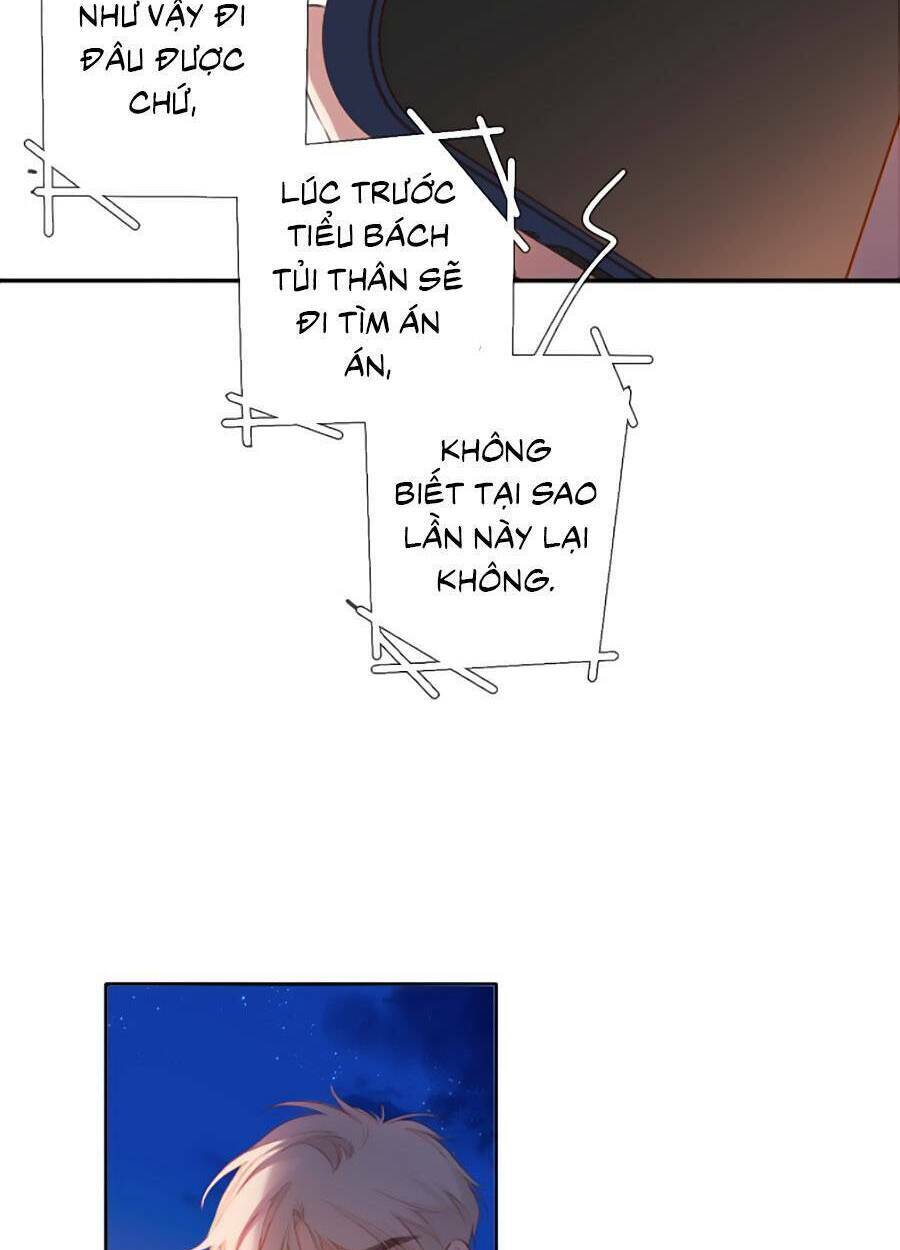 NHƯ VẬY ĐI
ĐÂU ĐƯỢC
CHỨ,
LÚC TRƯỚC
TIỂU BÁCH
TỦI THÂN SẼ
ĐI TÌM ÁN
ÁN,
KHÔNG
BIẾT TẠI SAO
LẦN NÀY LẠI
KHÔNG.